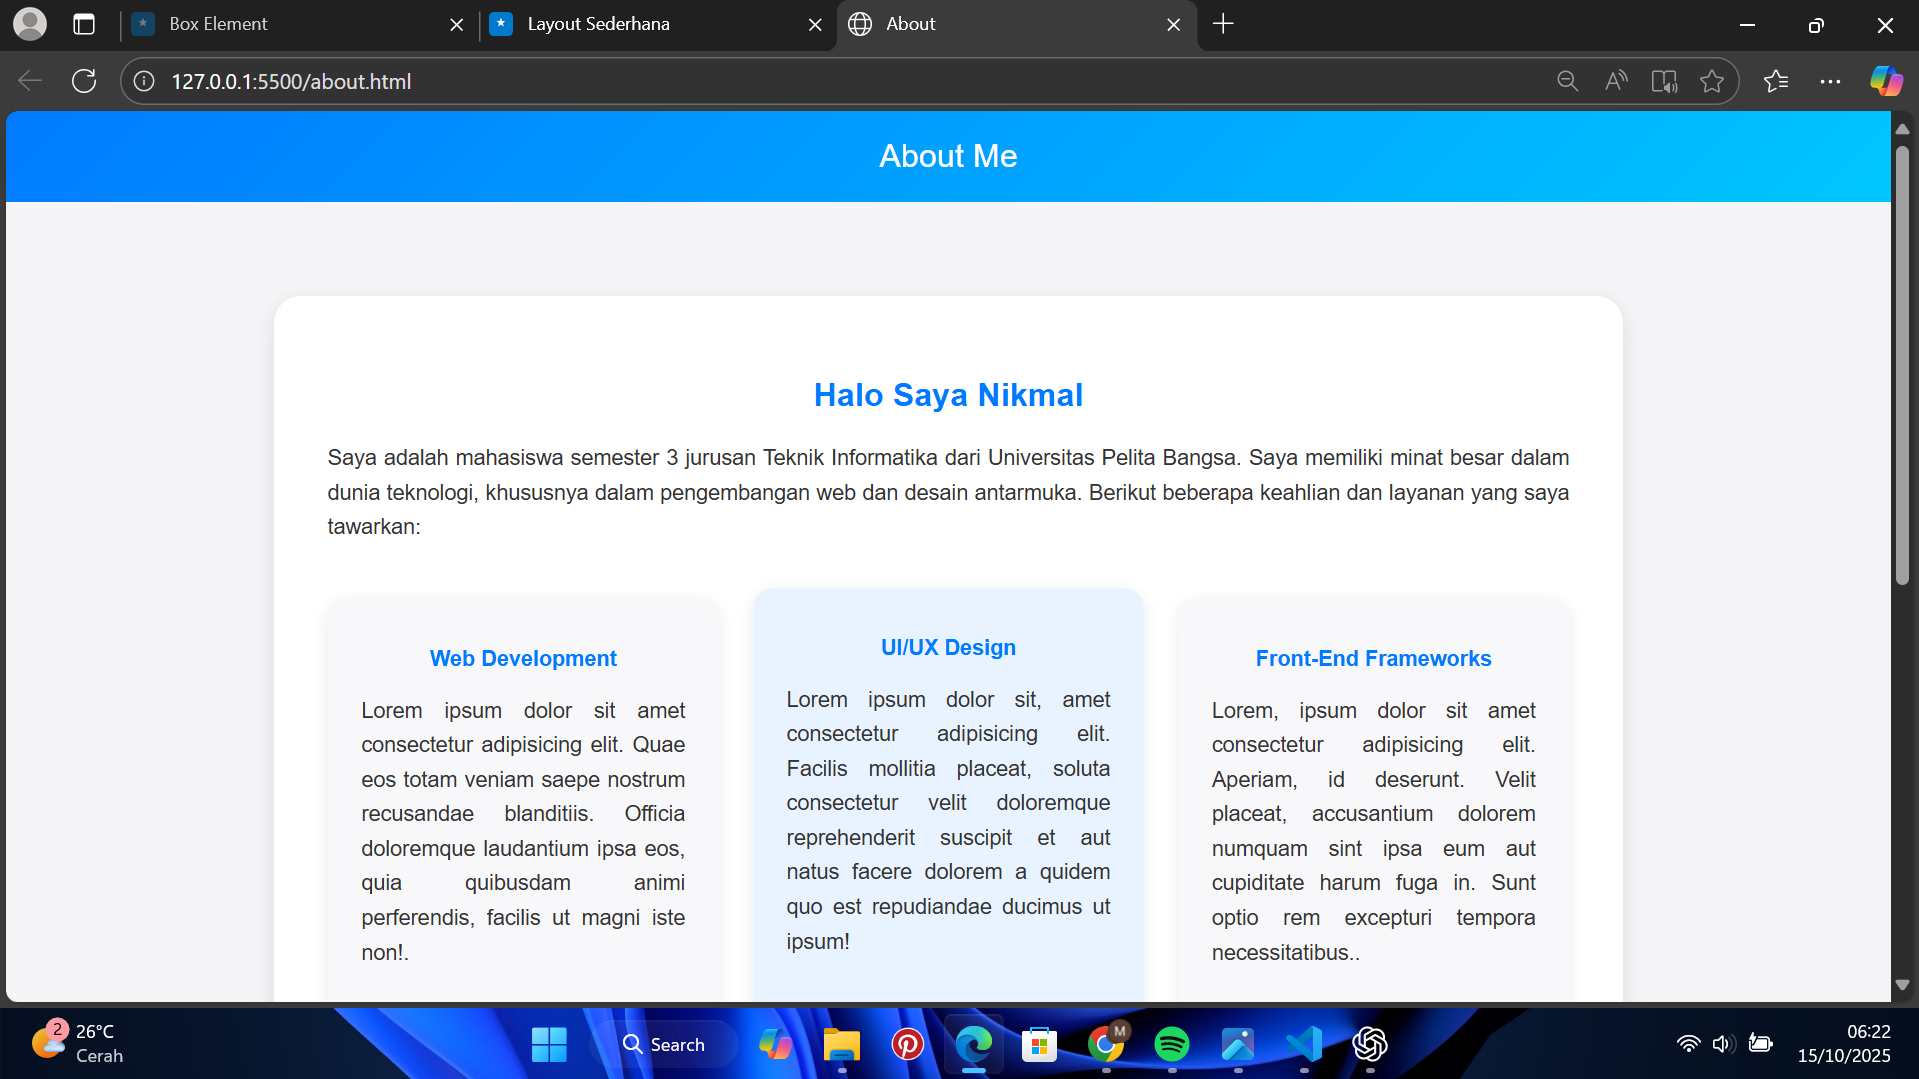 Box Element
Layout Sederhana
About
127.0.0.1:5500/about.html
About Me
Halo Saya Nikmal
Saya adalah mahasiswa semester 3 jurusan Teknik Informatika dari Universitas Pelita Bangsa. Saya memiliki minat besar dalam
dunia teknologi, khususnya dalam pengembangan web dan desain antarmuka. Berikut beberapa keahlian dan layanan yang saya
tawarkan:
Web Development
Lorem ipsum dolor sit amet
consectetur adipisicing elit. Quae
eos totam veniam saepe nostrum
recusandae blanditiis. Officia
doloremque laudantium ipsa eos,
quia quibusdam animi
perferendis, facilis ut magni iste
non!.
UI/UX Design
Lorem ipsum dolor sit, amet
consectetur adipisicing elit.
Facilis mollitia placeat, soluta
consectetur velit doloremque
reprehenderit suscipit et aut
natus facere dolorem a quidem
quo est repudiandae ducimus ut
ipsum!
Front-End Frameworks
Lorem, ipsum dolor sit amet
consectetur adipisicing elit.
Aperiam, id deserunt. Velit
placeat, accusantium dolorem
numquam sint ipsa eum aut
cupiditate harum fuga in. Sunt
optio rem excepturi tempora
necessitatibus..
2
26°C
Cerah
Search
M
06:22
15/10/2025